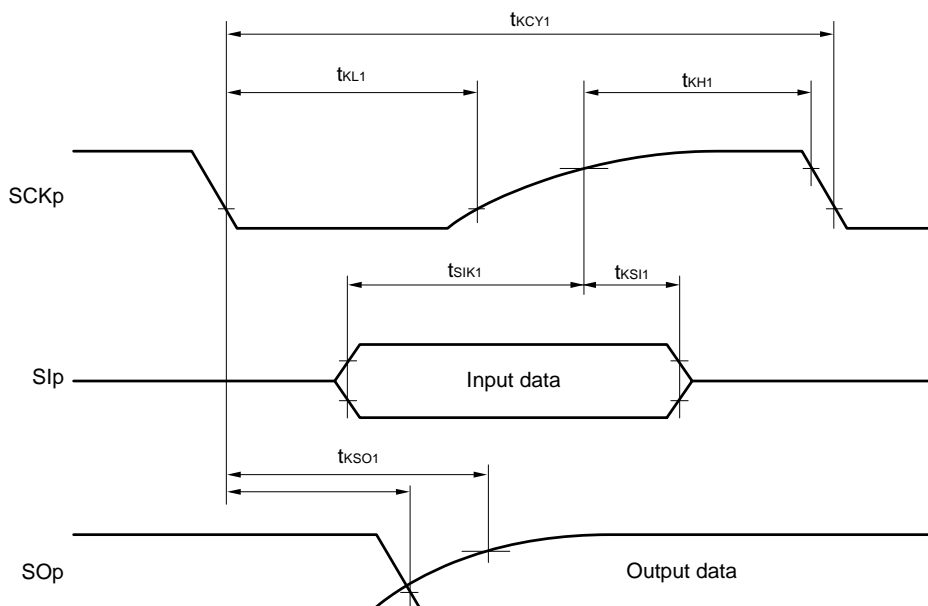 tKCY1
tKL1
tKH1
SCKp
tSIK1
tKSI1
SIp
Input data
tKSO1
SOp
Output data